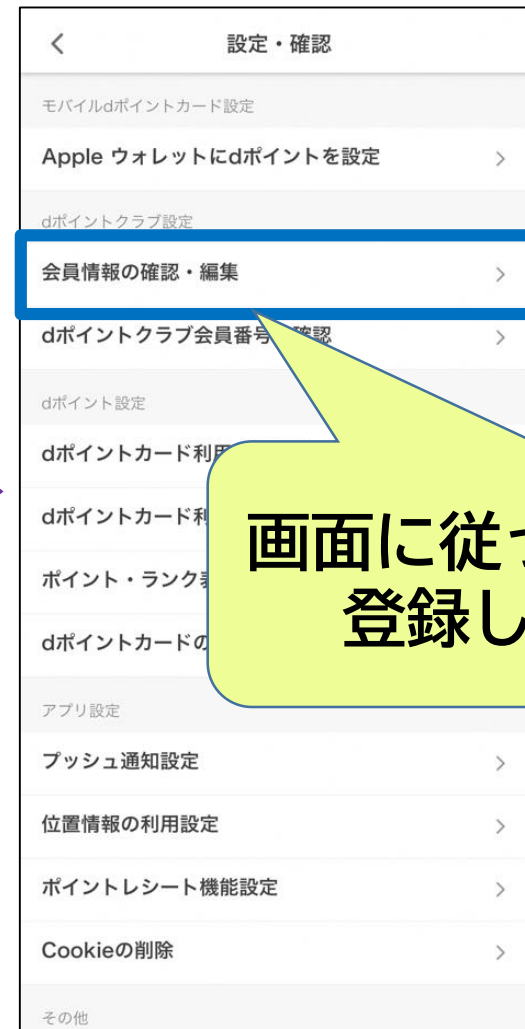 設定・確認
モバイルdポイントカード設定
Apple ウォレットにdポイントを設定
dポイントクラブ設定
会員情報の確認・編集
dポイントクラブ会員番号 確認
dポイント設定
dポイントカード利用
dポイントカード利
画面に従っ
ポイント・ランク
登録し
dポイントカードの
アプリ設定
プッシュ通知設定
位置情報の利用設定
ポイントレシート機能設定
Cookieの削除
その他